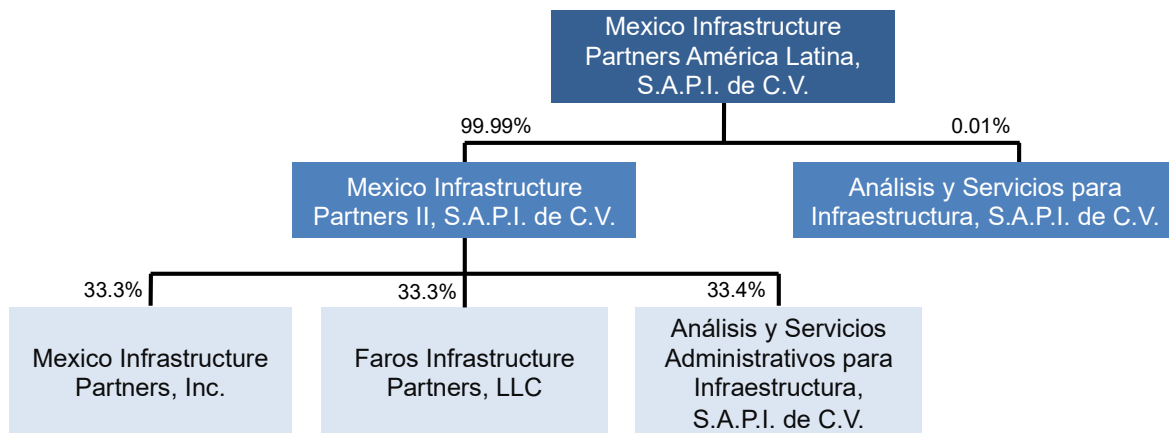 Mexico Infrastructure
Partners América Latina,
S.A.P.I. de C.V.
99.99%
0.01%
Mexico Infrastructure
Partners II, S.A.P.I. de C.V.
Análisis y Servicios para
Infraestructura, S.A.P.I. de C.V.
33.3%
33.3%
33.4%
Mexico Infrastructure
Partners, Inc.
Faros Infrastructure
Partners, LLC
Análisis y Servicios
Administrativos para
Infraestructura,
S.A.P.I. de C.V.